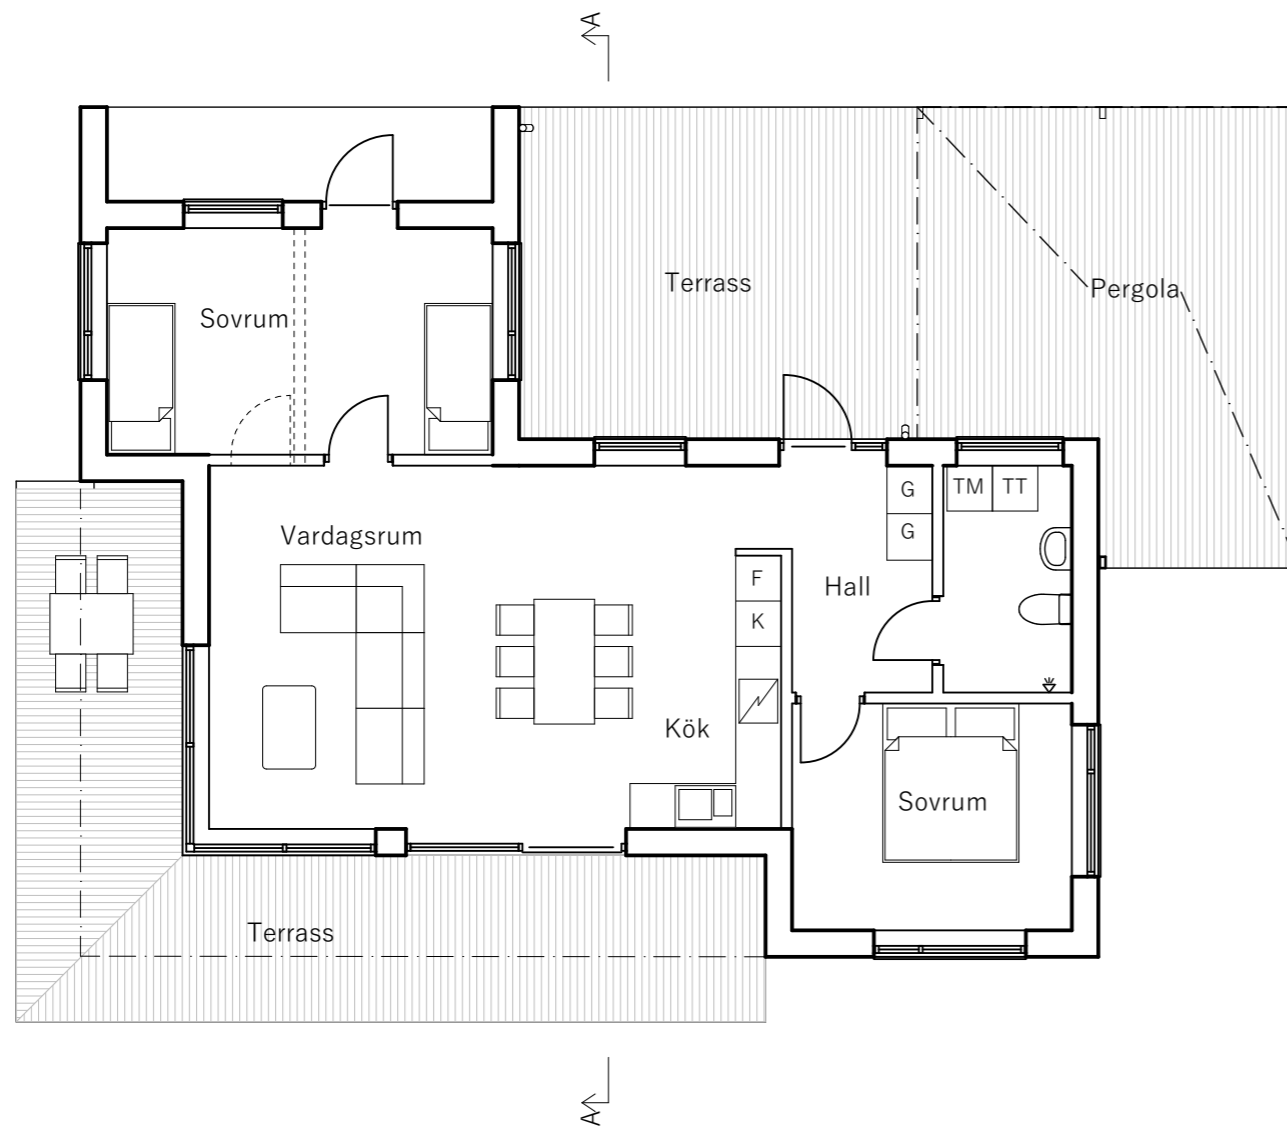 A
Terrass
Pergola
Sovrum
G
TM
TT
G
Vardagsrum
F
Hall
K
Kök
Sovrum
Terrass
A